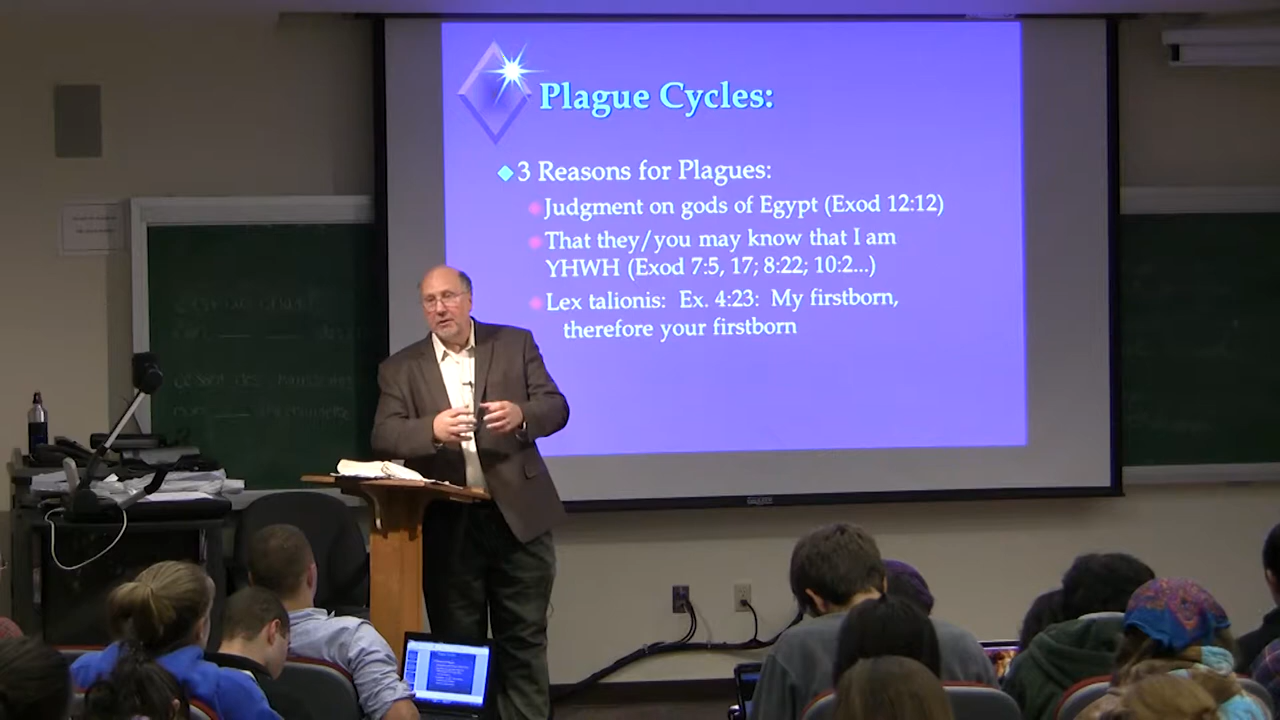 Plague Cycles:
3 Reasons for Plagues:
Judgment on gods of Egypt (Exod 12:12)
That they/you may know that I am
YHWH (Exod 7:5, 17; 8:22; 10:2...)
Lex talionis: Ex. 4:23: My firstborn,
therefore your firstborn